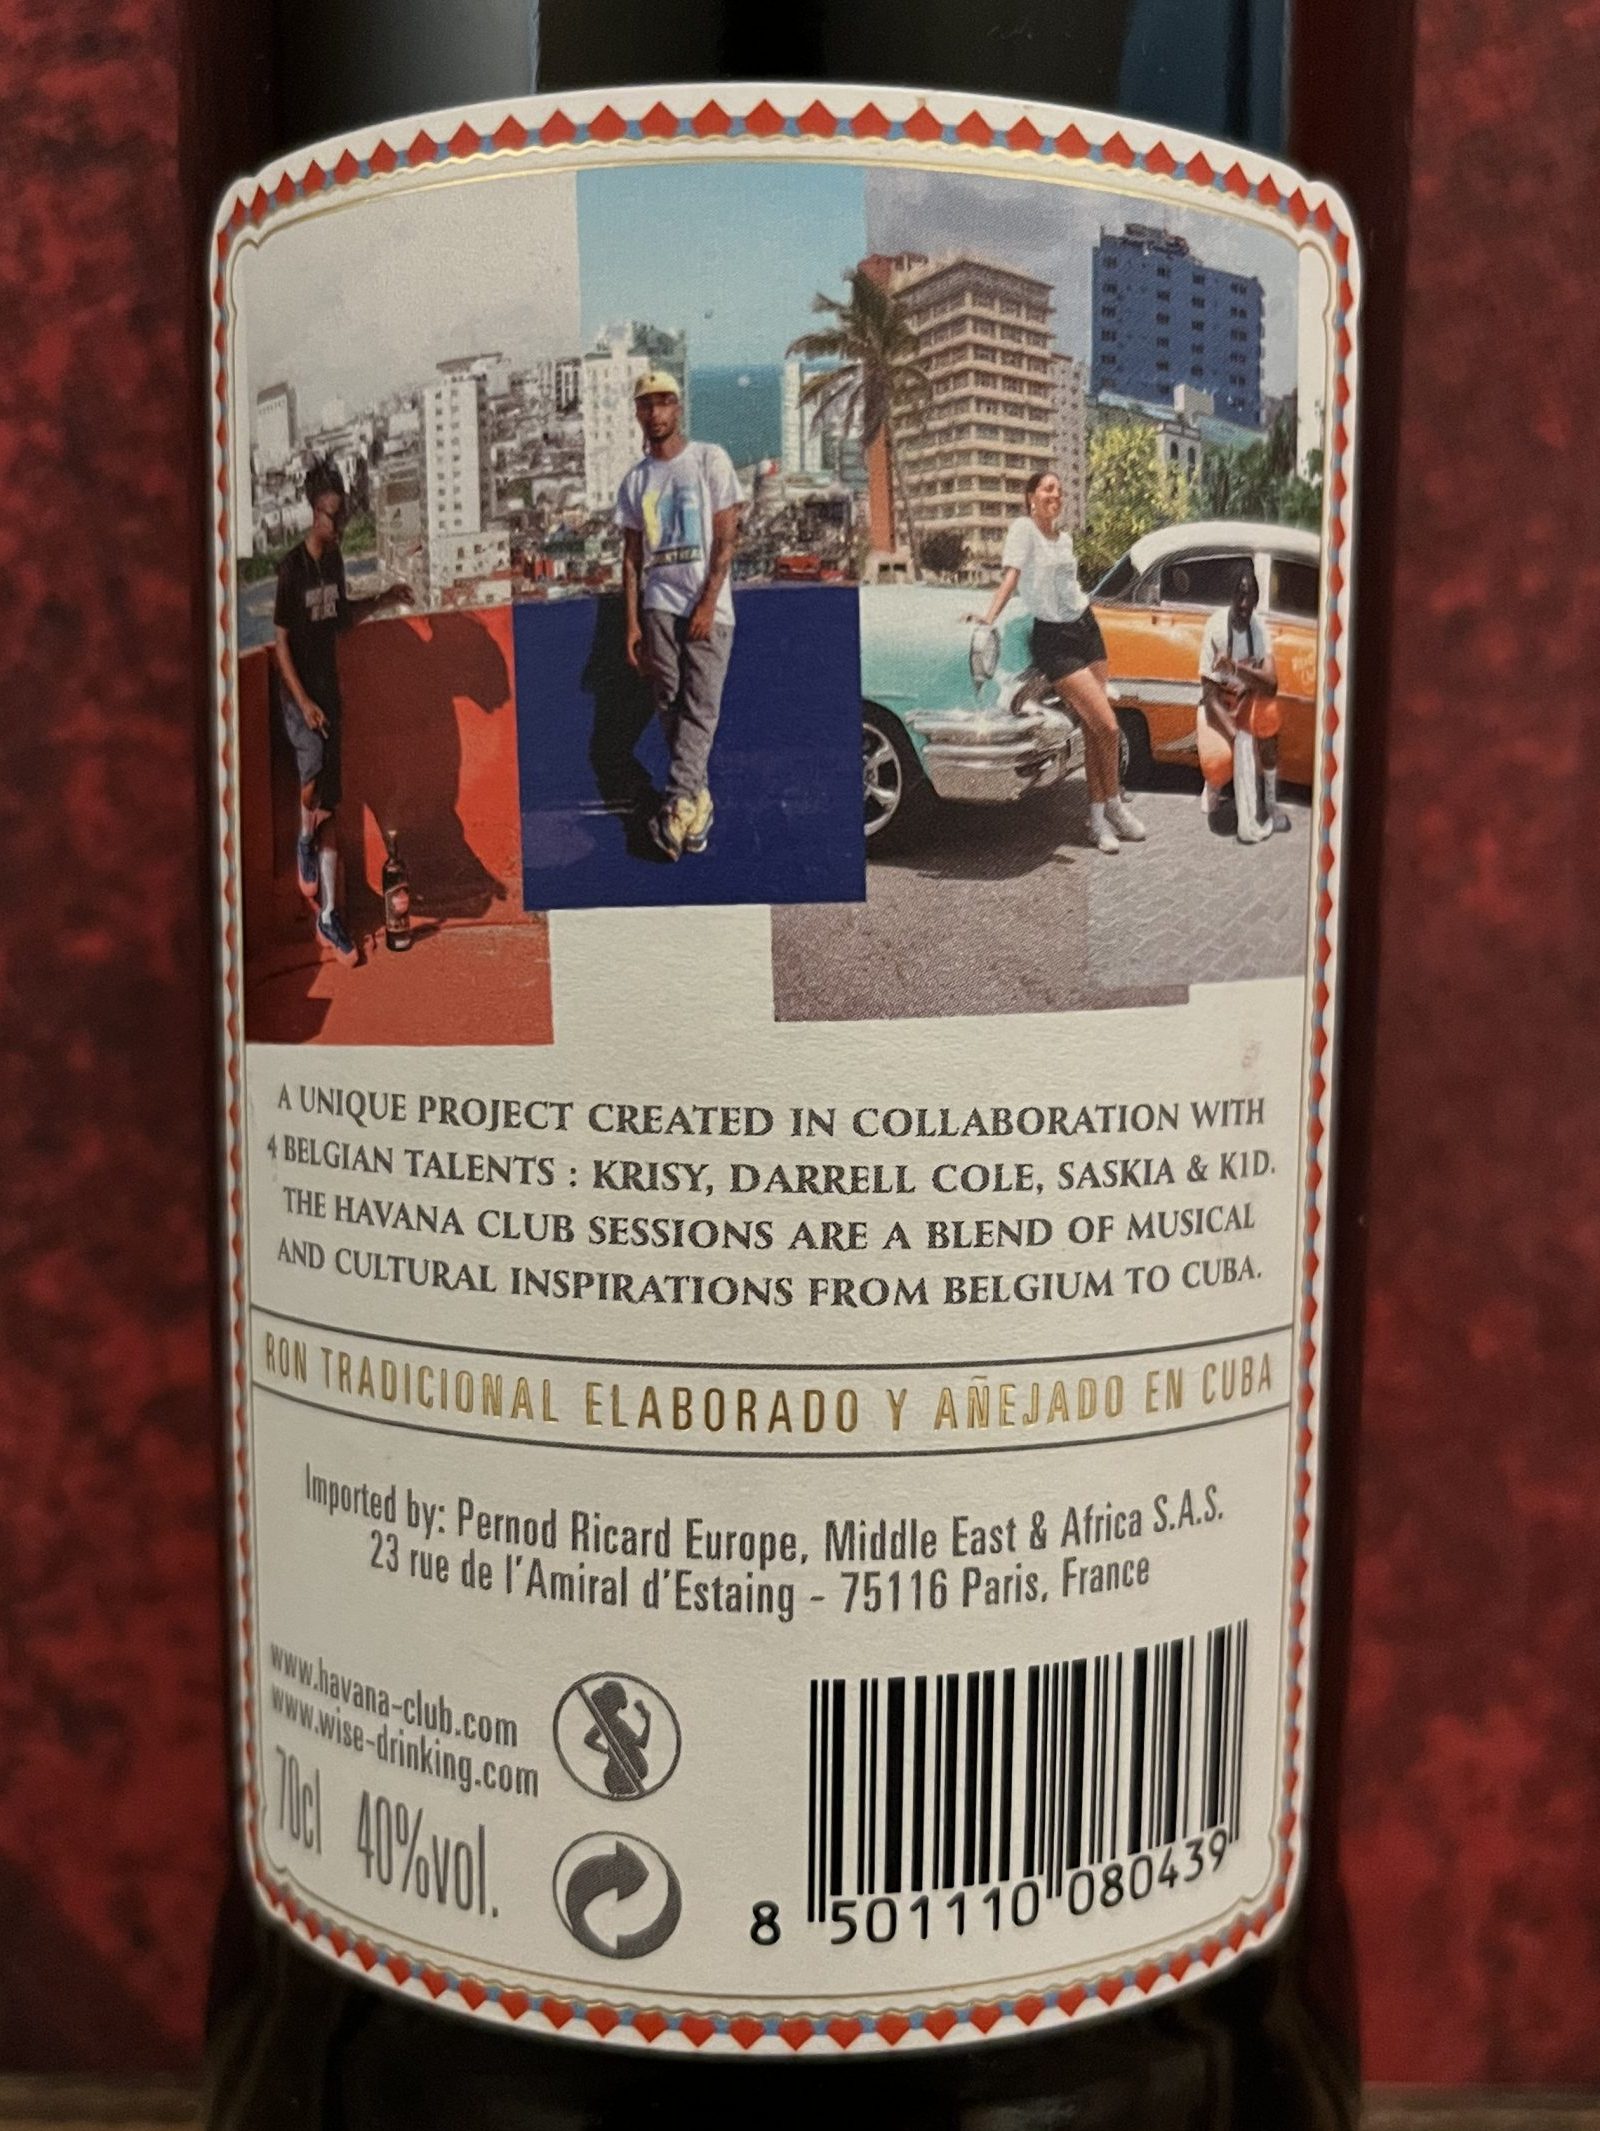 A UNIQUE PROJECT CREATED IN COLLABORATION WITH
4 BELGIAN TALENTS : KRISY, DARRELL COLE, SASKIA & K1D.
THE HAVANA CLUB SESSIONS ARE A BLEND OF MUSICAL
AND CULTURAL INSPIRATIONS FROM BELGIUM TO CUBA.
RON TRADICIONAL ELABORADO Y AÑEJADO EN CUBA
Imported by: Pernod Ricard Europe, Middle East & Africa S.A.S.
23 rue de l'Amiral d'Estaing - 75116 Paris, France
www.havana-club.com
www.wise-drinking.com
70cl 40%vol.
8 501110 080439